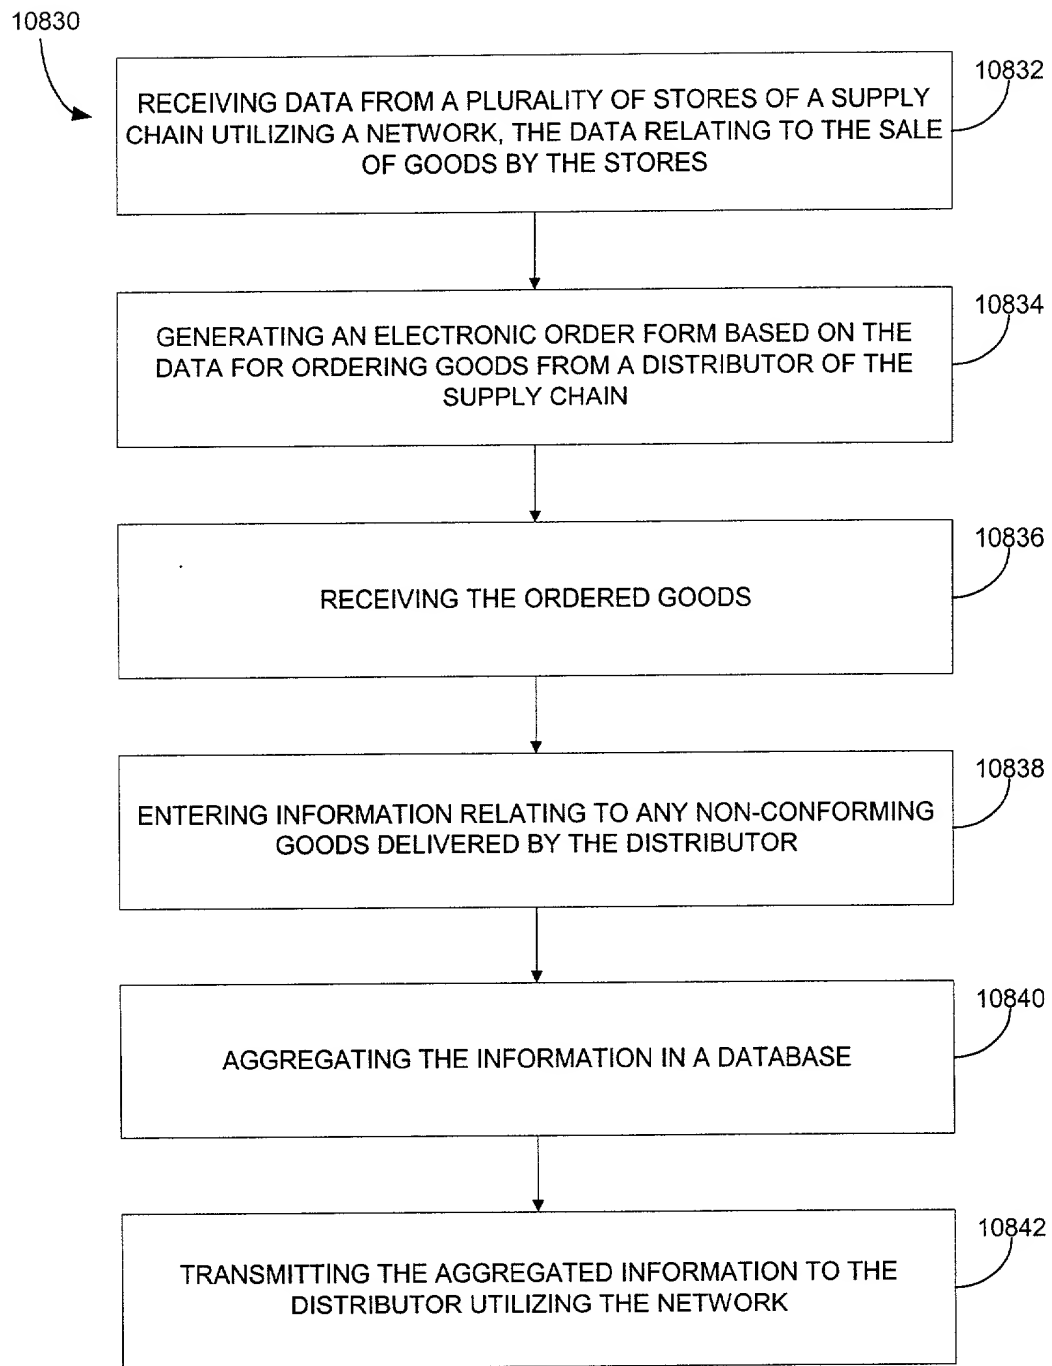 10830
10832
RECEIVING DATA FROM A PLURALITY OF STORES OF A SUPPLY
CHAIN UTILIZING A NETWORK, THE DATA RELATING TO THE SALE
OF GOODS BY THE STORES
10834
GENERATING AN ELECTRONIC ORDER FORM BASED ON THE
DATA FOR ORDERING GOODS FROM A DISTRIBUTOR OF THE
SUPPLY CHAIN
10836
RECEIVING THE ORDERED GOODS
10838
ENTERING INFORMATION RELATING TO ANY NON-CONFORMING
GOODS DELIVERED BY THE DISTRIBUTOR
10840
AGGREGATING THE INFORMATION IN A DATABASE
10842
TRANSMITTING THE AGGREGATED INFORMATION TO THE
DISTRIBUTOR UTILIZING THE NETWORK